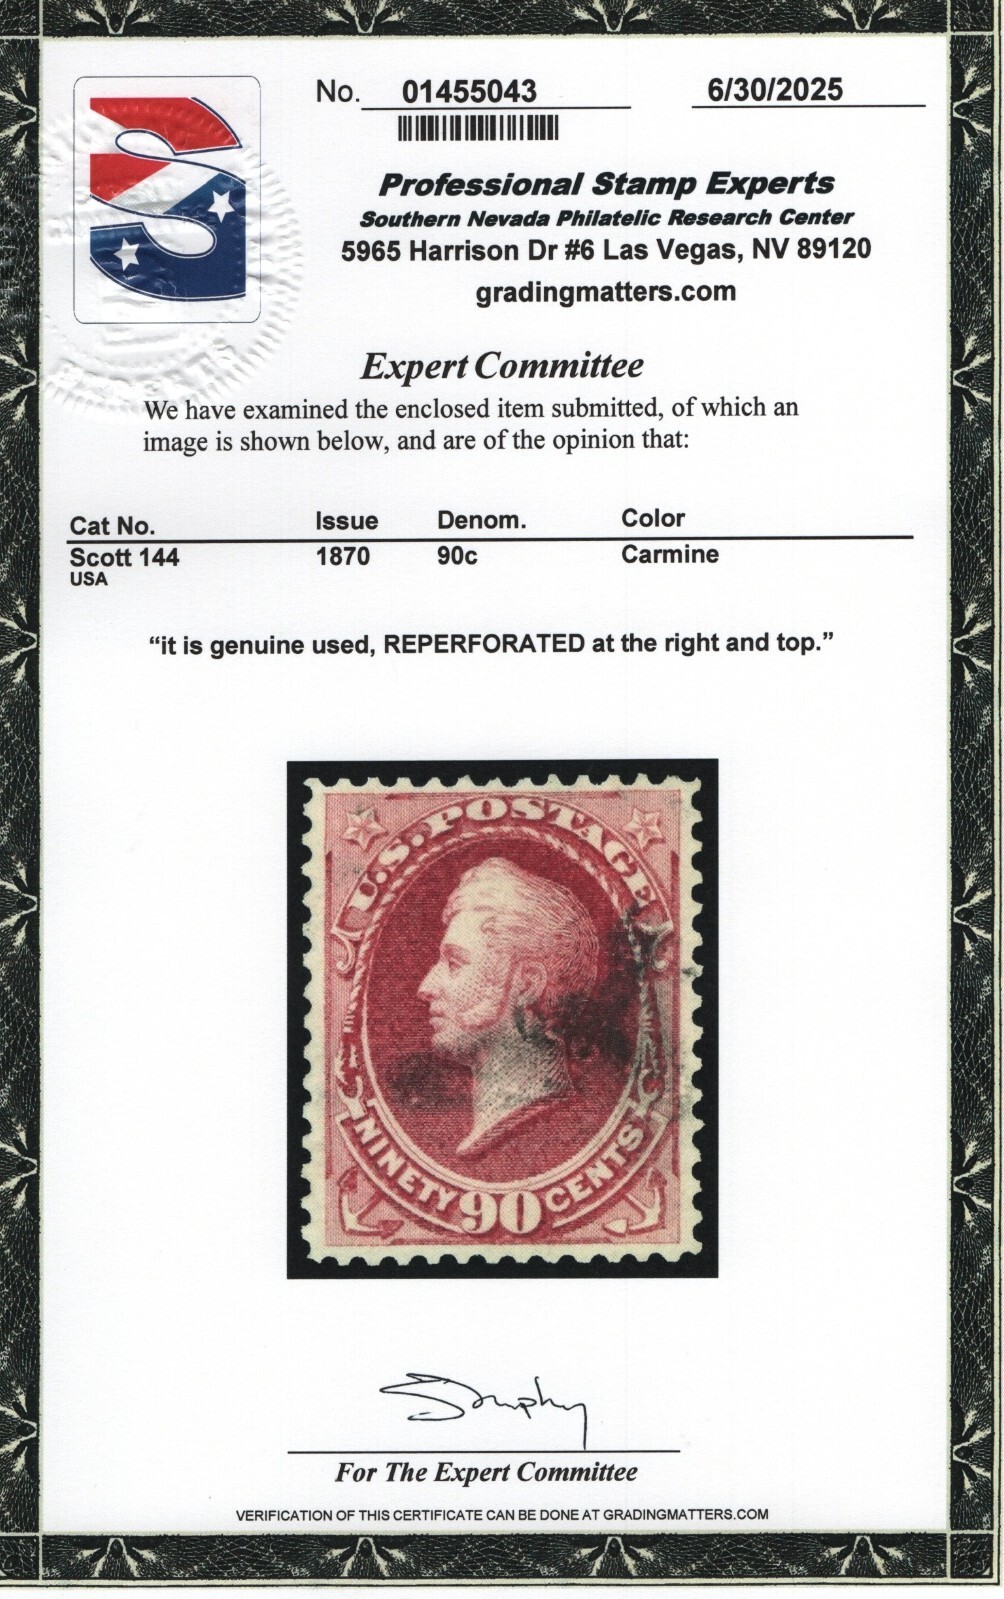 No. 01455043 6/30/2025
Professional Stamp Experts
Southern Nevada Philatelic Research Center
5965 Harrison Dr #6 Las Vegas, NV 89120
gradingmatters.com
Expert Committee
We have examined the enclosed item submitted, of which an
image is shown below, and are of the opinion that:
Cat No. Issue Denom. Color
Scott 144 1870 90c Carmine
USA
“it is genuine used, REPERFORATED at the right and top.”
U.S. POSTAGE
NINETY 90 CENTS
For The Expert Committee
VERIFICATION OF THIS CERTIFICATE CAN BE DONE AT GRADINGMATTERS.COM